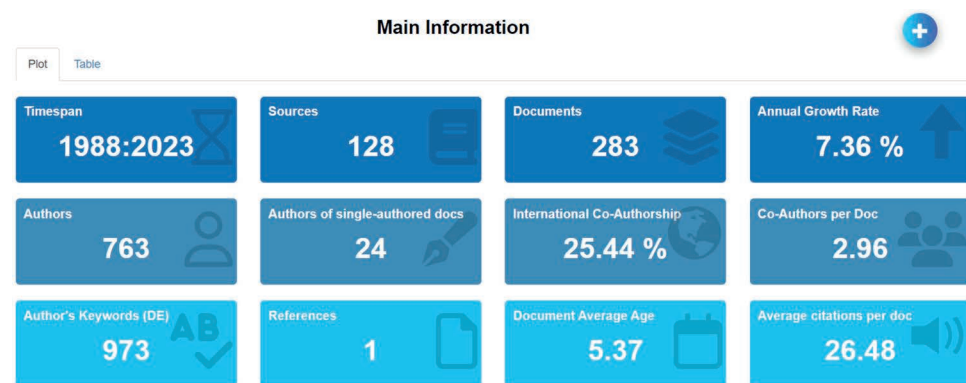 Main Information
Plot Table
Timespan
1988:2023
Sources
128
Documents
283
Annual Growth Rate
7.36 %
Authors
763
Authors of single-authored docs
24
International Co-Authorship
25.44 %
Co-Authors per Doc
2.96
Author's Keywords (DE)
973
AB
References
1
Document Average Age
5.37
Average citations per doc
26.48